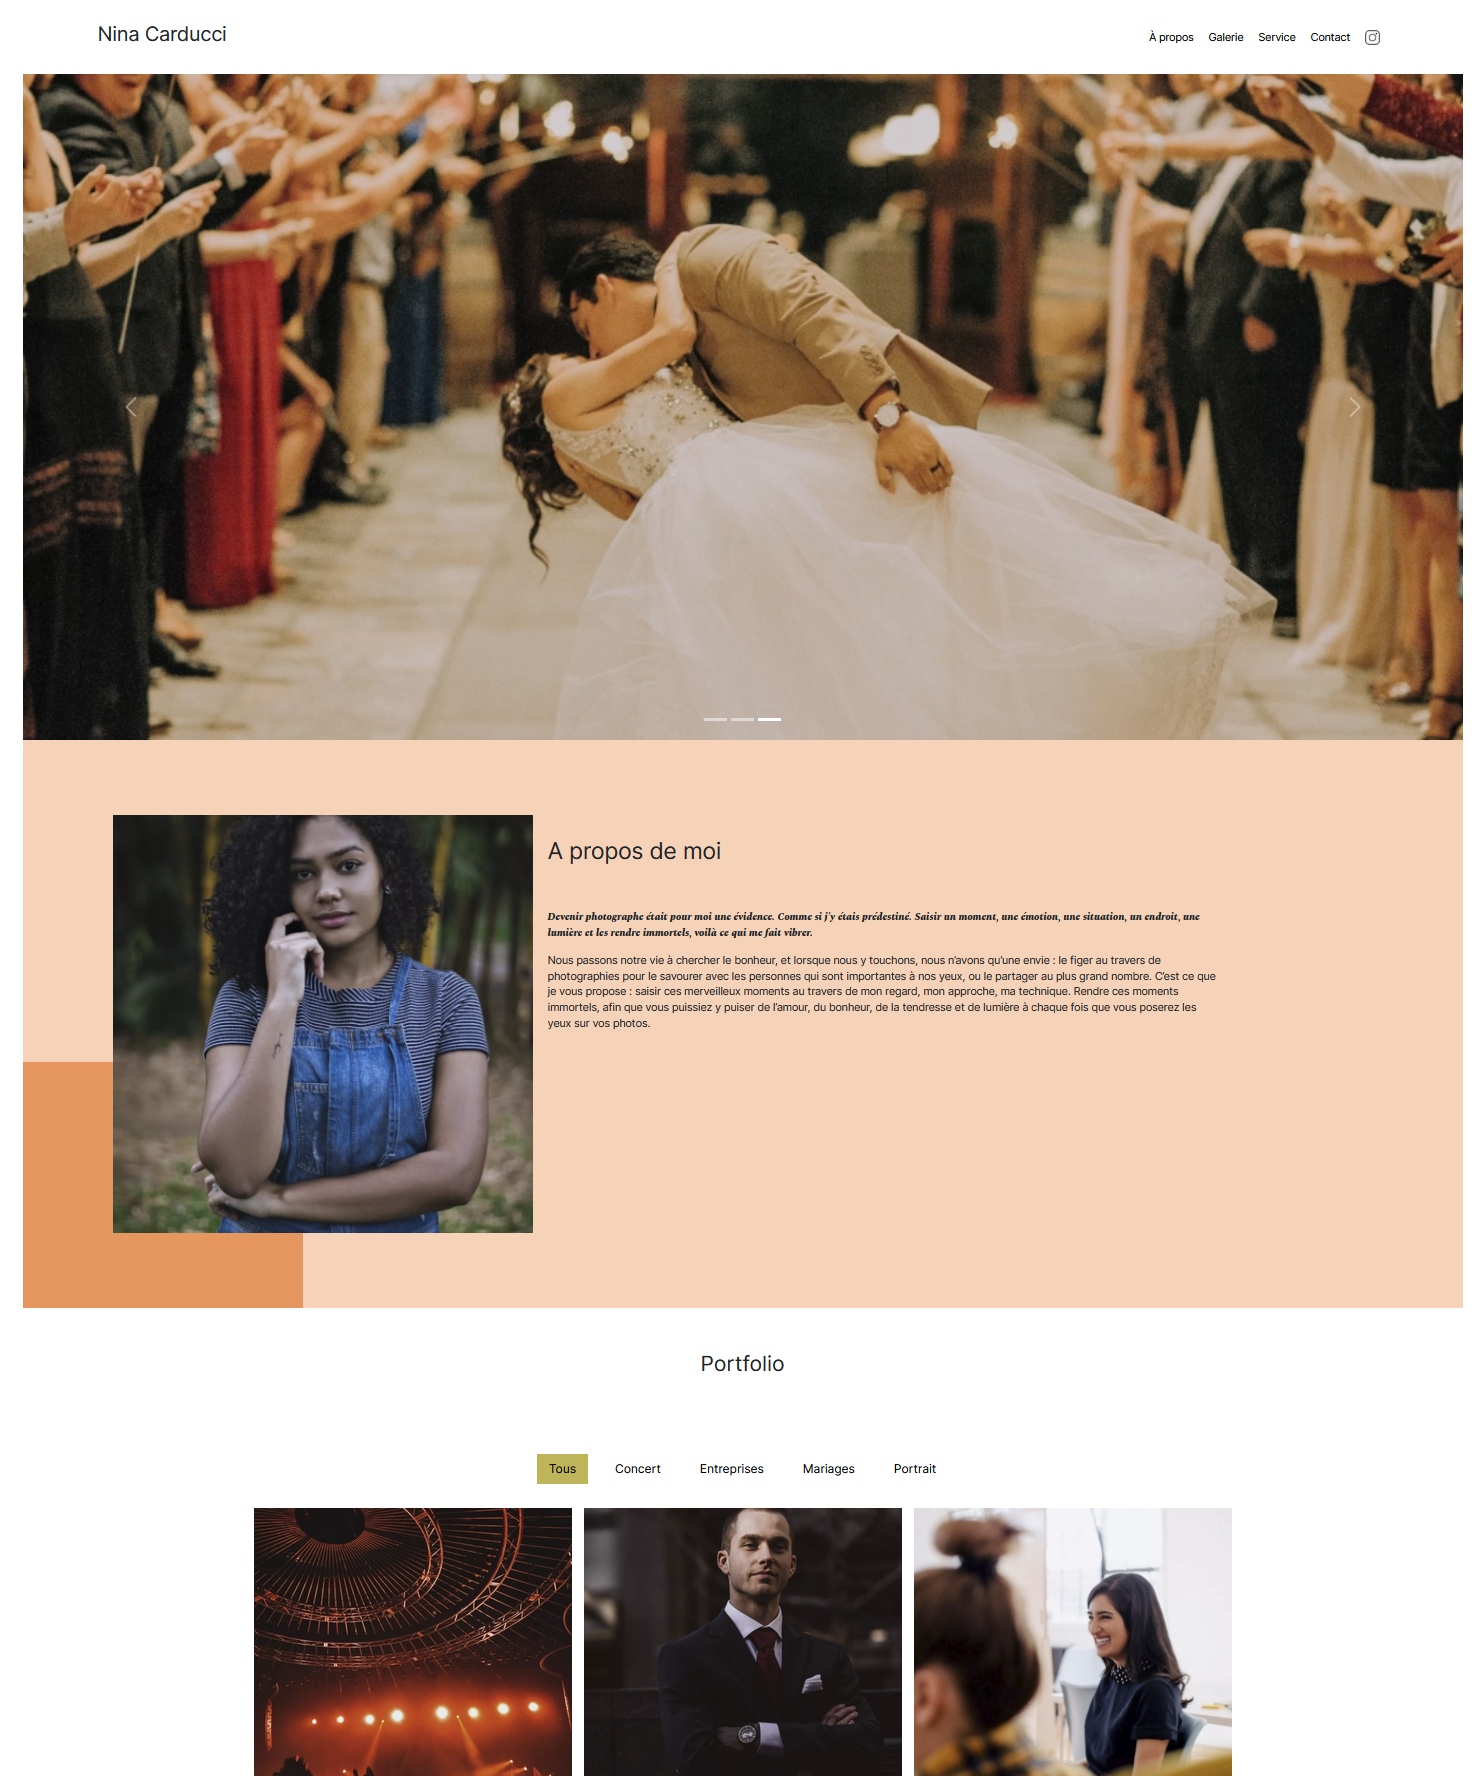 Nina Carducci
À propos Galerie Service Contact
A propos de moi
Devenir photographe était pour moi une évidence. Comme si j'y étais prédestiné. Saisir un moment, une émotion, une situation, un endroit, une
lumière et les rendre immortels, voilà ce qui me fait vibrer.
Nous passons notre vie à chercher le bonheur, et lorsque nous y touchons, nous n’avons qu’une envie : le figer au travers de
photographies pour le savourer avec les personnes qui sont importantes à nos yeux, ou le partager au plus grand nombre. C’est ce que
je vous propose : saisir ces merveilleux moments au travers de mon regard, mon approche, ma technique. Rendre ces moments
immortels, afin que vous puissiez y puiser de l’amour, du bonheur, de la tendresse et de lumière à chaque fois que vous poserez les
yeux sur vos photos.
Portfolio
Tous Concert Entreprises Mariages Portrait